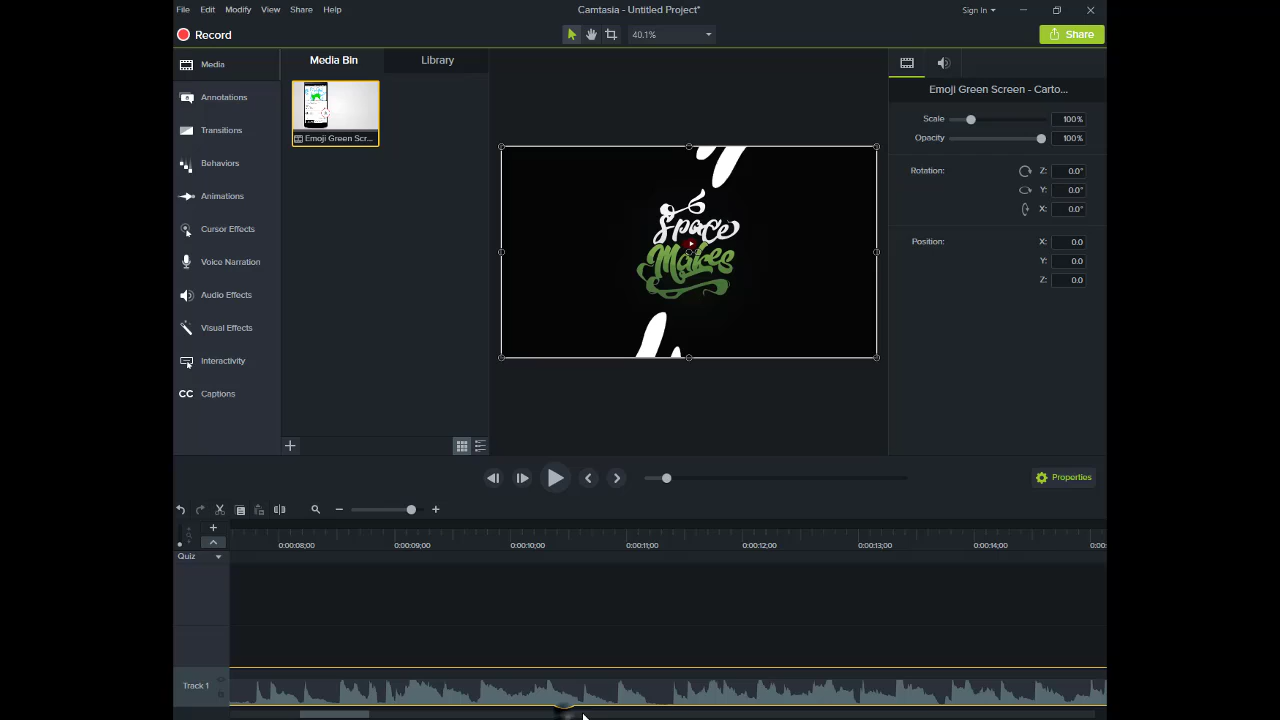 File Edit Modify View Share Help
Camtasia - Untitled Project*
Sign In
Record
40.1%
Share
Media
Annotations
Transitions
Behaviors
Animations
Cursor Effects
Voice Narration
Audio Effects
Visual Effects
Interactivity
CC Captions
Media Bin
Library
Emoji Green Scr...
Space
Makes
Emoji Green Screen - Carto...
Scale 100%
Opacity 100%
Rotation: Z: 0.0°
Y: 0.0°
X: 0.0°
Position: X: 0.0
Y: 0.0
Z: 0.0
Properties
0:00:08;00 0:00:09;00 0:00:10;00 0:00:11;00 0:00:12;00 0:00:13;00 0:00:14;00 0:00:
Quiz
Track 1